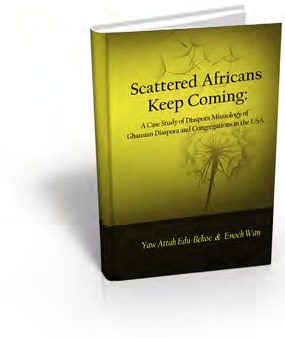 Scattered Africans
Keep Coming:
A Case Study of Diaspora Missiology of
Ghanaian Diaspora and Congregations in the USA
Yaw Attah Edu-Bekoe & Enoch Wan